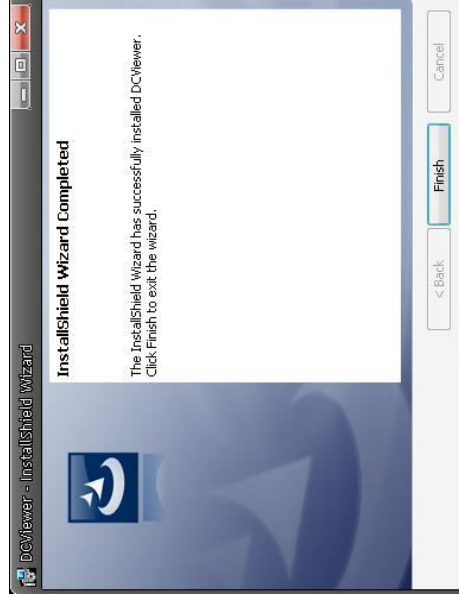 DCViewer - InstallShield Wizard
InstallShield Wizard Completed
The InstallShield Wizard has successfully installed DCViewer.
Click Finish to exit the wizard.
< Back
Finish
Cancel